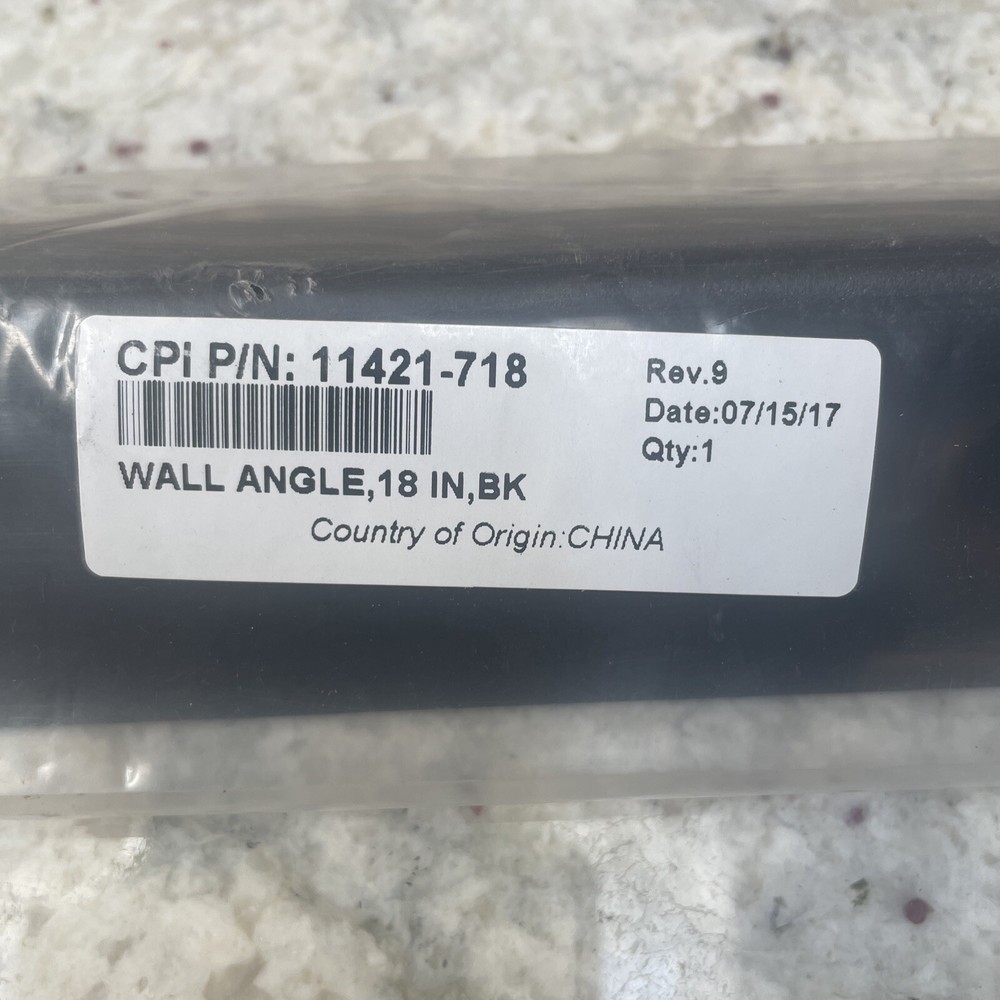 CPI P/N: 11421-718
WALL ANGLE,18 IN,BK
Rev.9
Date:07/15/17
Qty:1
Country of Origin:CHINA